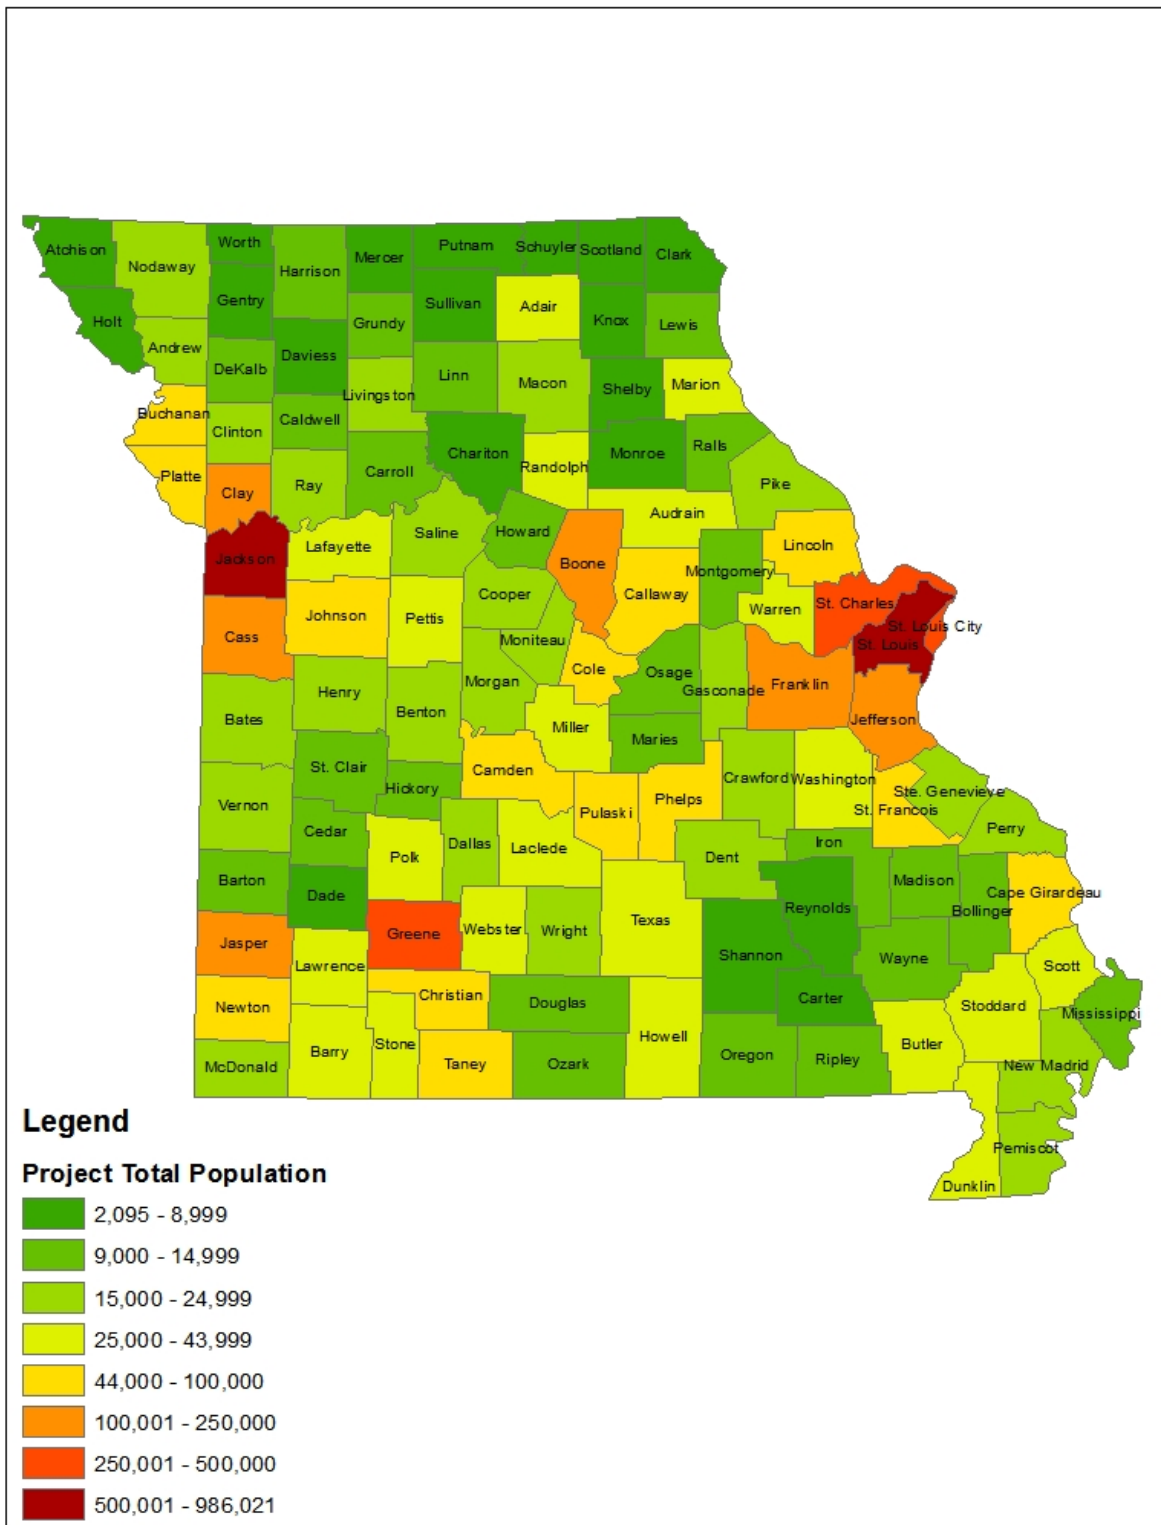 Atchison
Nodaway
Worth
Harrison
Mercer
Putnam
Schuyler
Scotland
Clark
Holt
Gentry
Sullivan
Adair
Knox
Lewis
Andrew
DeKalb
Daviess
Grundy
Linn
Macon
Shelby
Marion
Buchanan
Clinton
Caldwell
Livingston
Chariton
Randolph
Monroe
Ralls
Pike
Platte
Clay
Ray
Carroll
Saline
Howard
Boone
Audrain
Lincoln
Jackson
Lafayette
Cooper
Callaway
Montgomery
Warren
St. Charles
St. Louis City
St. Louis
Cass
Johnson
Pettis
Moniteau
Cole
Osage
Gasconade
Franklin
Jefferson
Bates
Henry
Benton
Morgan
Miller
Maries
Vernon
St. Clair
Hickory
Camden
Pulaski
Phelps
Crawford
Washington
Ste. Genevieve
St. Francois
Perry
Cedar
Polk
Dallas
Laclede
Dent
Iron
Madison
Bollinger
Cape Girardeau
Barton
Dade
Greene
Webster
Wright
Texas
Reynolds
Shannon
Wayne
Scott
Jasper
Lawrence
Christian
Douglas
Carter
Stoddard
Mississippi
Newton
Barry
Stone
Taney
Ozark
Howell
Oregon
Ripley
Butler
New Madrid
McDonald
Pemiscot
Dunklin
Legend
Project Total Population
2,095 - 8,999
9,000 - 14,999
15,000 - 24,999
25,000 - 43,999
44,000 - 100,000
100,001 - 250,000
250,001 - 500,000
500,001 - 986,021